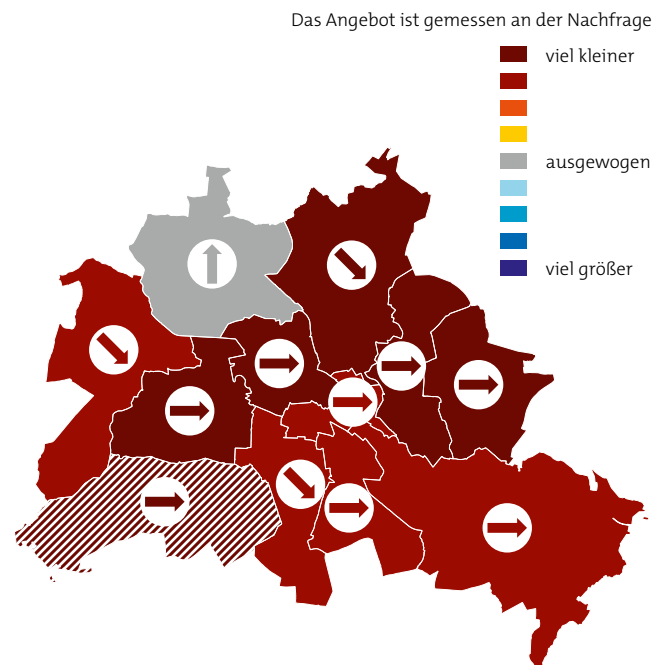 Das Angebot ist gemessen an der Nachfrage
viel kleiner
ausgewogen
viel größer